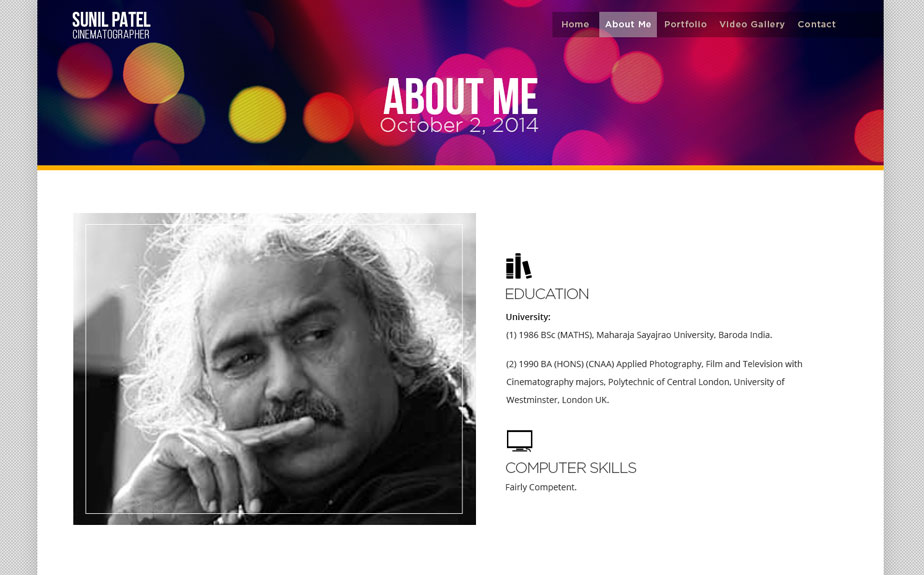 SUNIL PATEL
CINEMATOGRAPHER
Home About Me Portfolio Video Gallery Contact
ABOUT ME
October 2, 2014
EDUCATION
University:
(1) 1986 BSc (MATHS), Maharaja Sayajrao University, Baroda India.
(2) 1990 BA (HONS) (CNAA) Applied Photography, Film and Television with
Cinematography majors, Polytechnic of Central London, University of
Westminster, London UK.
COMPUTER SKILLS
Fairly Competent.